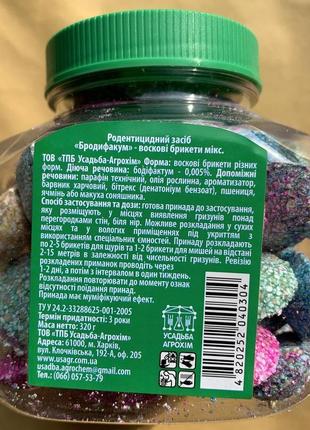 Родентицидний засіб
«Бродифакум» - воскові брикети мікс.
ТОВ «ТПБ Усадьба-Агрохім» Форма: воскові брикети різних
форм. Діюча речовина: бодіфактум - 0,005%. Допоміжні
речовини: парафін технічний, олія рослинна, ароматизатор,
барвник харчовий, бітрекс (денатоніум бензоат), пшениця,
ячмінь або макуха соняшника.
Спосіб застосування та дози: готова принада до застосування,
яку розміщують у місцях виявлення гризунів понад
периметром, стін, біля нір. Можливе розкладання у сухих
місцях та у вологих приміщеннях під укриттям з
використанням спеціальних ємностей. Принаду розкладають
по 2-5 брикетів для щурів та 1-2 брикети для мишей на відстані
2-15 метрів в залежності від чисельності гризунів. Ревізію
розкладених приманок проводять через
1-2 дні, а потім з інтервалом в один тиждень.
Розкладання повторювати до моменту ознак
відсутності поїдання принад.
Принада має муміфікуючі ефект.
ТУ У 24.2-33288625-001-2005
Термін придатності: 3 роки
Маса нето: 320 г
ТОВ «ТПБ Усадьба-Агрохім»
Адреса: 61000, м. Харків,
вул. Клочківська, 192-А, оф. 205
www.usagr.com.ua
usadba.agrochem@gmail.com
Тел: (066) 057-53-79
УСАДЬБА
АГРОХІМ
4 820252 040304